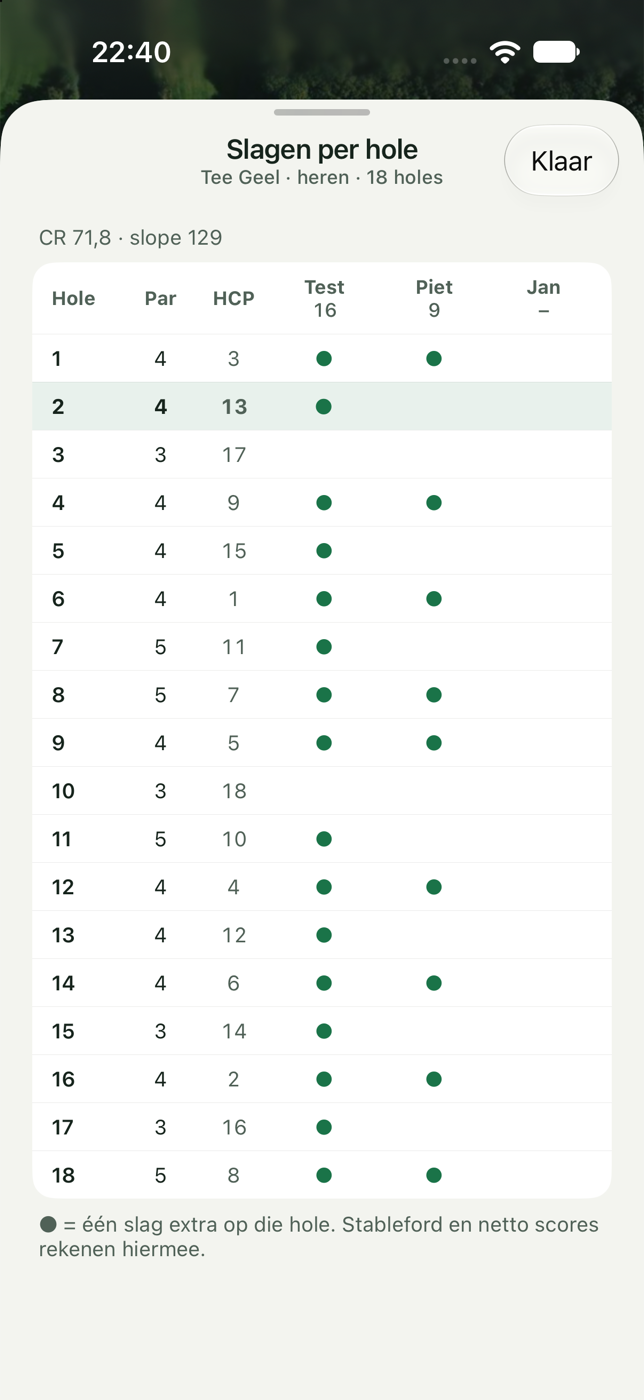 22:40
Slagen per hole
Tee Geel · heren · 18 holes
Klaar
CR 71,8 · slope 129
Hole Par HCP Test 16 Piet 9 Jan –
1 4 3 ● ●
2 4 13 ●
3 3 17
4 4 9 ● ●
5 4 15 ●
6 4 1 ● ●
7 5 11 ●
8 5 7 ● ●
9 4 5 ● ●
10 3 18
11 5 10 ●
12 4 4 ● ●
13 4 12 ●
14 4 6 ● ●
15 3 14 ●
16 4 2 ● ●
17 3 16 ●
18 5 8 ● ●
● = één slag extra op die hole. Stableford en netto scores
rekenen hiermee.